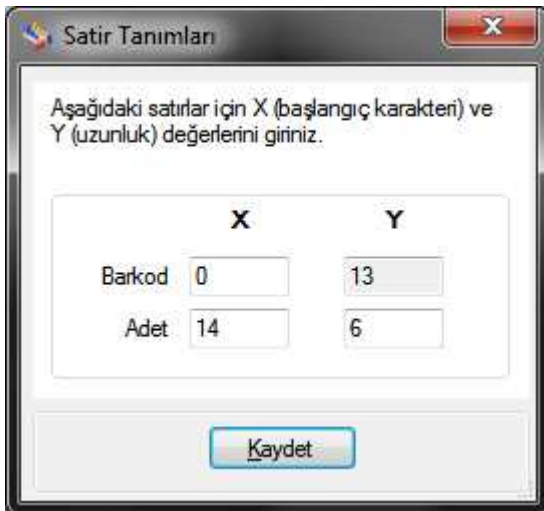 Satir Tanımları
Aşağıdaki satırlar için X (başlangıç karakteri) ve
Y (uzunluk) değerlerini giriniz.
X Y
Barkod 0 13
Adet 14 6
Kaydet